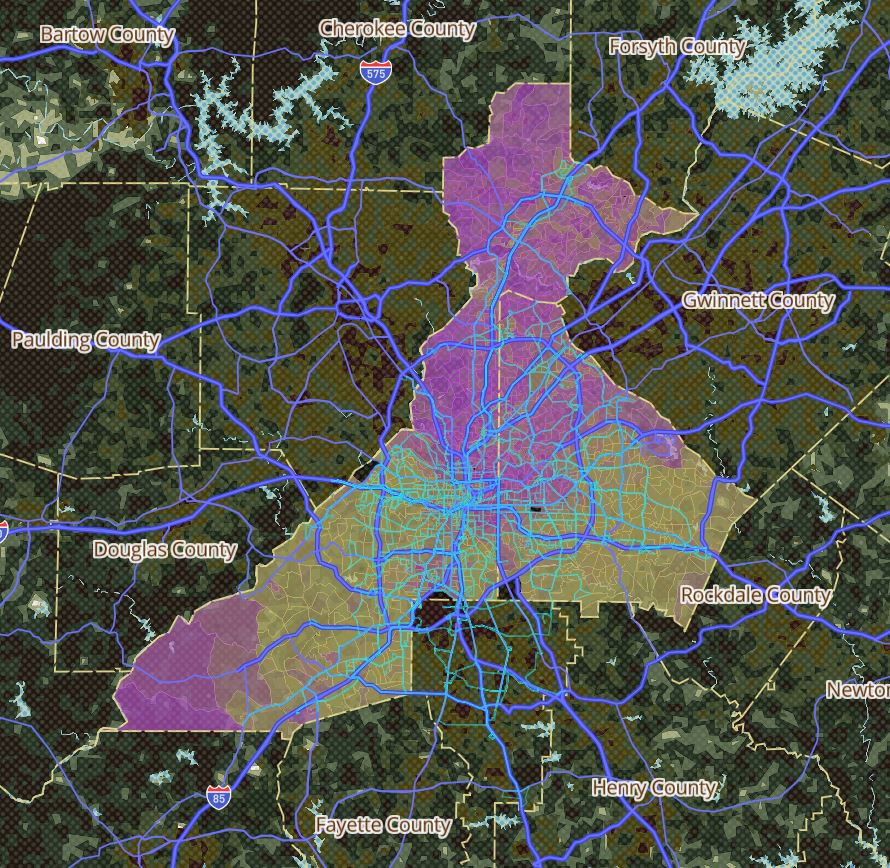 Bartow County
Cherokee County
Forsyth County
575
Gwinnett County
Paulding County
Douglas County
Rockdale County
Newton
Henry County
85
Fayette County